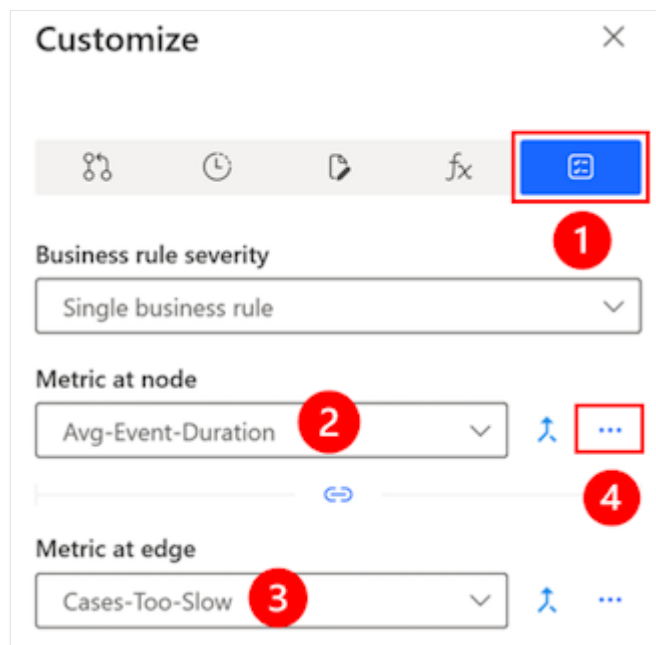 Customize
fx
1
Business rule severity
Single business rule
Metric at node
Avg-Event-Duration 2
4
Metric at edge
Cases-Too-Slow 3